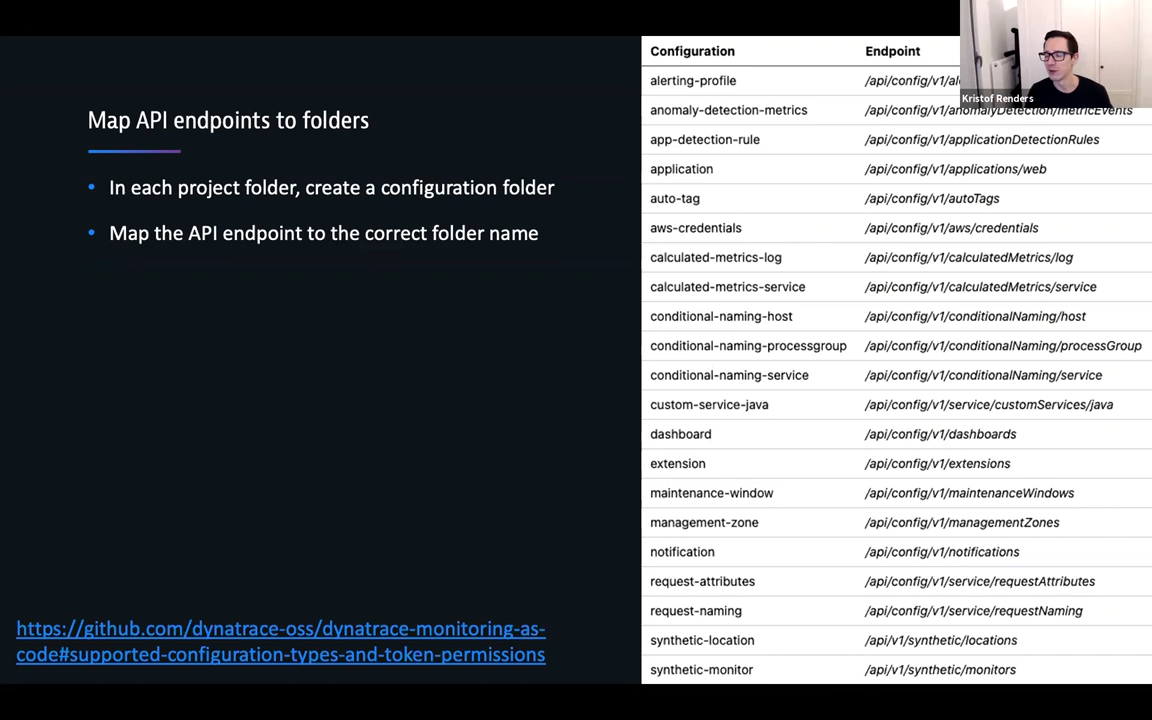 Map API endpoints to folders
• In each project folder, create a configuration folder
• Map the API endpoint to the correct folder name
https://github.com/dynatrace-oss/dynatrace-monitoring-as-
code#supported-configuration-types-and-token-permissions
Configuration Endpoint
alerting-profile /api/config/v1/
anomaly-detection-metrics /api/config/v1/anomalyDetection/metricEvents
app-detection-rule /api/config/v1/applicationDetectionRules
application /api/config/v1/applications/web
auto-tag /api/config/v1/autoTags
aws-credentials /api/config/v1/aws/credentials
calculated-metrics-log /api/config/v1/calculatedMetrics/log
calculated-metrics-service /api/config/v1/calculatedMetrics/service
conditional-naming-host /api/config/v1/conditionalNaming/host
conditional-naming-processgroup /api/config/v1/conditionalNaming/processGroup
conditional-naming-service /api/config/v1/conditionalNaming/service
custom-service-java /api/config/v1/service/customServices/java
dashboard /api/config/v1/dashboards
extension /api/config/v1/extensions
maintenance-window /api/config/v1/maintenanceWindows
management-zone /api/config/v1/managementZones
notification /api/config/v1/notifications
request-attributes /api/config/v1/service/requestAttributes
request-naming /api/config/v1/service/requestNaming
synthetic-location /api/v1/synthetic/locations
synthetic-monitor /api/v1/synthetic/monitors
Kristof Renders